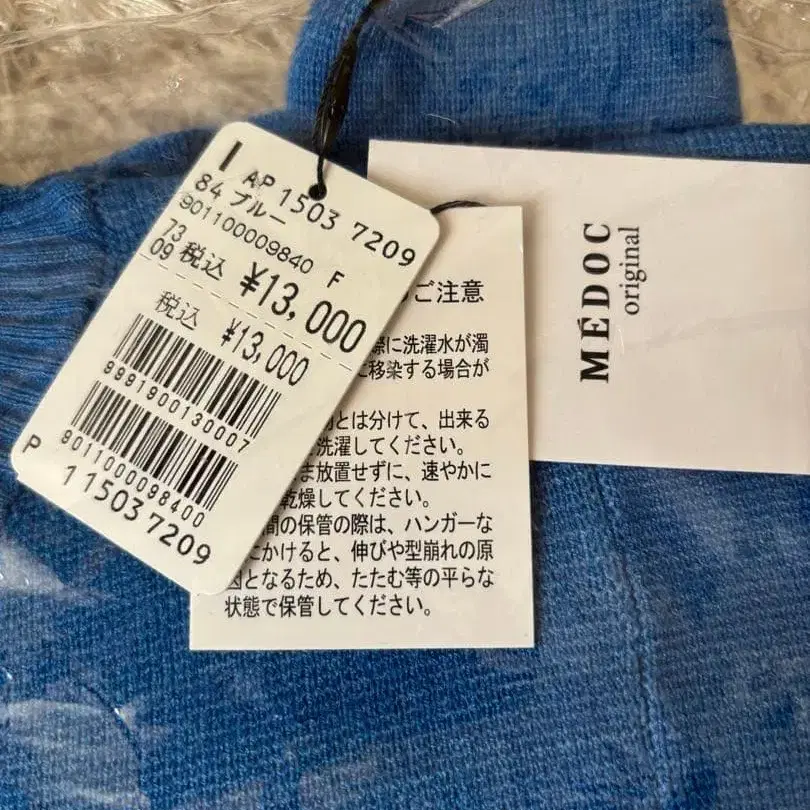 I AP 1503 7209
84 ブルー
901100009840 F
73
09 税込 ¥13,000
税込 ¥13,000
9991900130007
9011000098400
P 1 1503 7209
ご注意
際に洗濯水が濁
に移染する場合が
とは分けて、出来る
洗濯してください。
ま放置せずに、速やかに
乾燥してください。
間の保管の際は、ハンガーな
にかけると、伸びや型崩れの原
因となるため、たたむ等の平らな
状態で保管してください。
MÉDOC
original